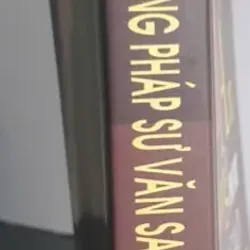 NG PHÁP SƯ VĂN SA